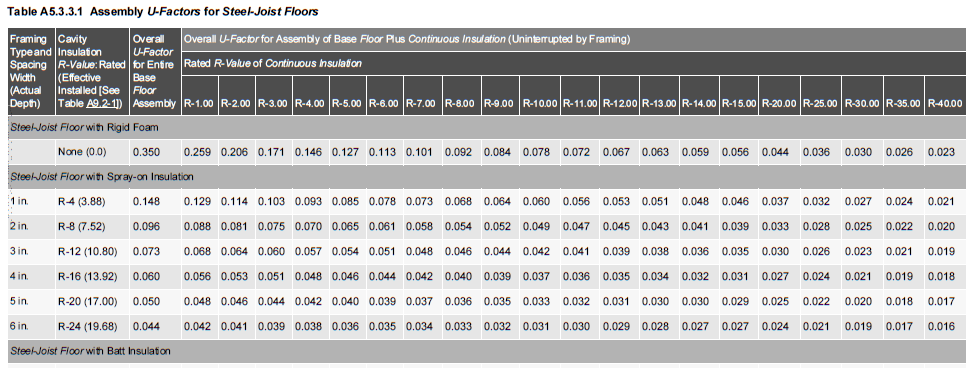 Table A5.3.3.1 Assembly U-Factors for Steel-Joist Floors
Framing Type and Spacing Width (Actual Depth) Cavity Insulation R-Value: Rated (Effective Installed [See Table A9.2-1]) Overall U-Factor for Entire Base Floor Assembly Overall U-Factor for Assembly of Base Floor Plus Continuous Insulation (Uninterrupted by Framing)
Rated R-Value of Continuous Insulation
R-1.00 R-2.00 R-3.00 R-4.00 R-5.00 R-6.00 R-7.00 R-8.00 R-9.00 R-10.00 R-11.00 R-12.00 R-13.00 R-14.00 R-15.00 R-20.00 R-25.00 R-30.00 R-35.00 R-40.00
Steel-Joist Floor with Rigid Foam
None (0.0) 0.350 0.259 0.206 0.171 0.146 0.127 0.113 0.101 0.092 0.084 0.078 0.072 0.067 0.063 0.059 0.056 0.044 0.036 0.030 0.026 0.023
Steel-Joist Floor with Spray-on Insulation
1 in. R-4 (3.88) 0.148 0.129 0.114 0.103 0.093 0.085 0.078 0.073 0.068 0.064 0.060 0.056 0.053 0.051 0.048 0.046 0.037 0.032 0.027 0.024 0.021
2 in. R-8 (7.52) 0.096 0.088 0.081 0.075 0.070 0.065 0.061 0.058 0.054 0.052 0.049 0.047 0.045 0.043 0.041 0.039 0.033 0.028 0.025 0.022 0.020
3 in. R-12 (10.80) 0.073 0.068 0.064 0.060 0.057 0.054 0.051 0.048 0.046 0.044 0.042 0.041 0.039 0.038 0.036 0.035 0.030 0.026 0.023 0.021 0.019
4 in. R-16 (13.92) 0.060 0.056 0.053 0.051 0.048 0.046 0.044 0.042 0.040 0.039 0.037 0.036 0.035 0.034 0.032 0.031 0.027 0.024 0.021 0.019 0.018
5 in. R-20 (17.00) 0.050 0.048 0.046 0.044 0.042 0.040 0.039 0.037 0.036 0.035 0.033 0.032 0.031 0.030 0.030 0.029 0.025 0.022 0.020 0.018 0.017
6 in. R-24 (19.68) 0.044 0.042 0.041 0.039 0.038 0.036 0.035 0.034 0.033 0.032 0.031 0.030 0.029 0.028 0.027 0.027 0.024 0.021 0.019 0.017 0.016
Steel-Joist Floor with Batt Insulation